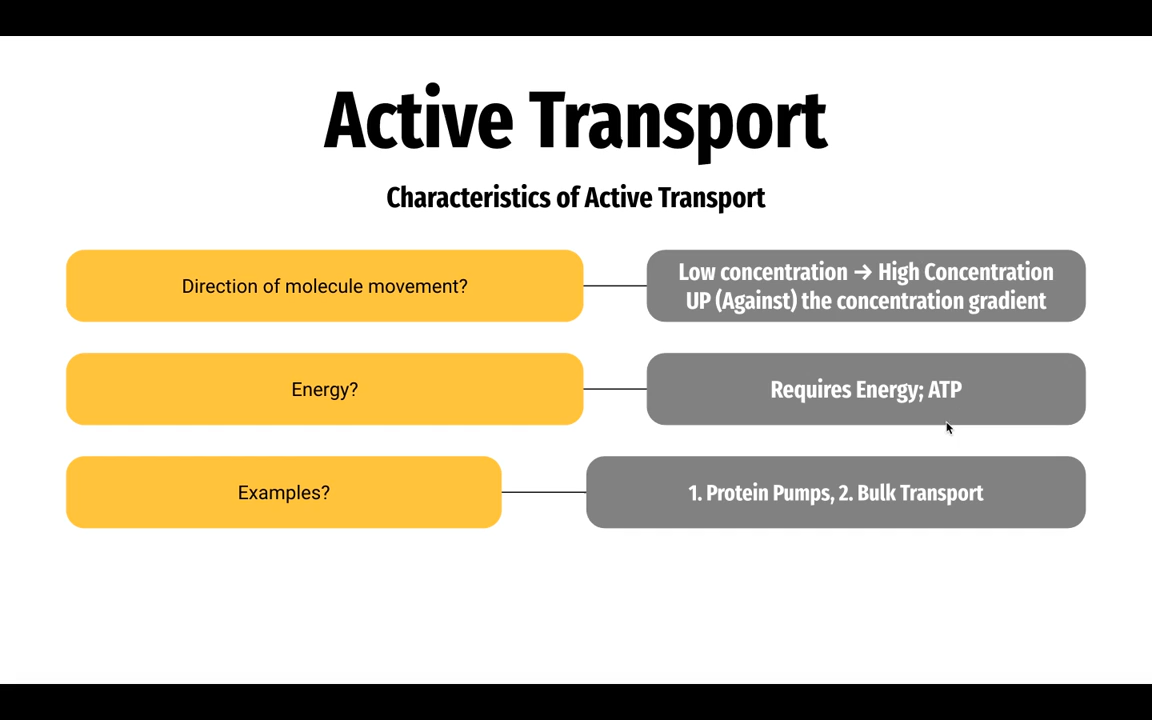 Active Transport
Characteristics of Active Transport
Direction of molecule movement?
Low concentration → High Concentration
UP (Against) the concentration gradient
Energy?
Requires Energy; ATP
Examples?
1. Protein Pumps, 2. Bulk Transport